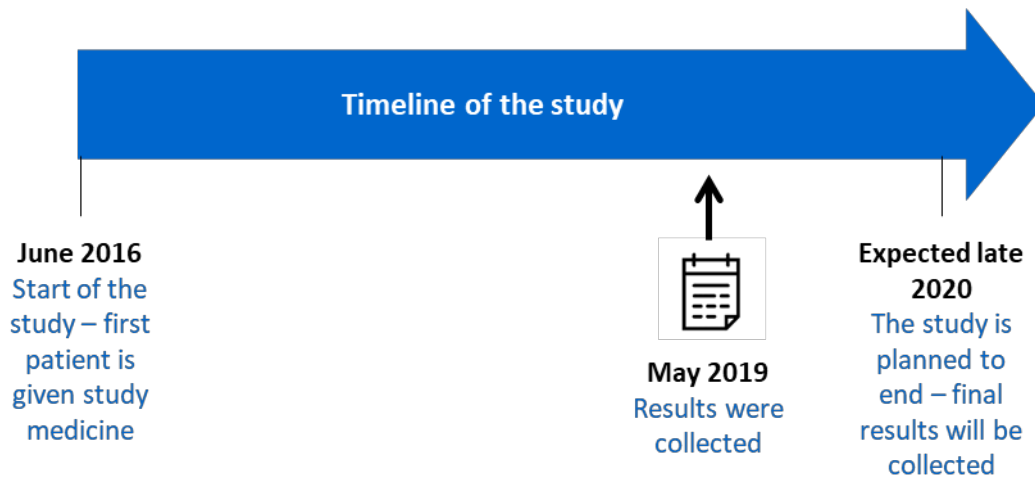 Timeline of the study
June 2016
Start of the
study – first
patient is
given study
medicine
May 2019
Results were
collected
Expected late
2020
The study is
planned to
end – final
results will be
collected